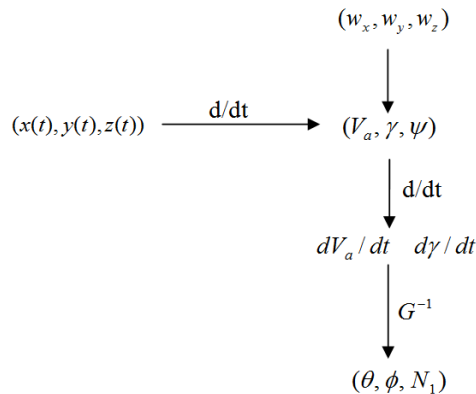 (w_x, w_y, w_z)
d/dt
(x(t), y(t), z(t))
(V_a, γ, ψ)
d/dt
dV_a / dt dγ / dt
G^{-1}
(θ, ϕ, N_1)